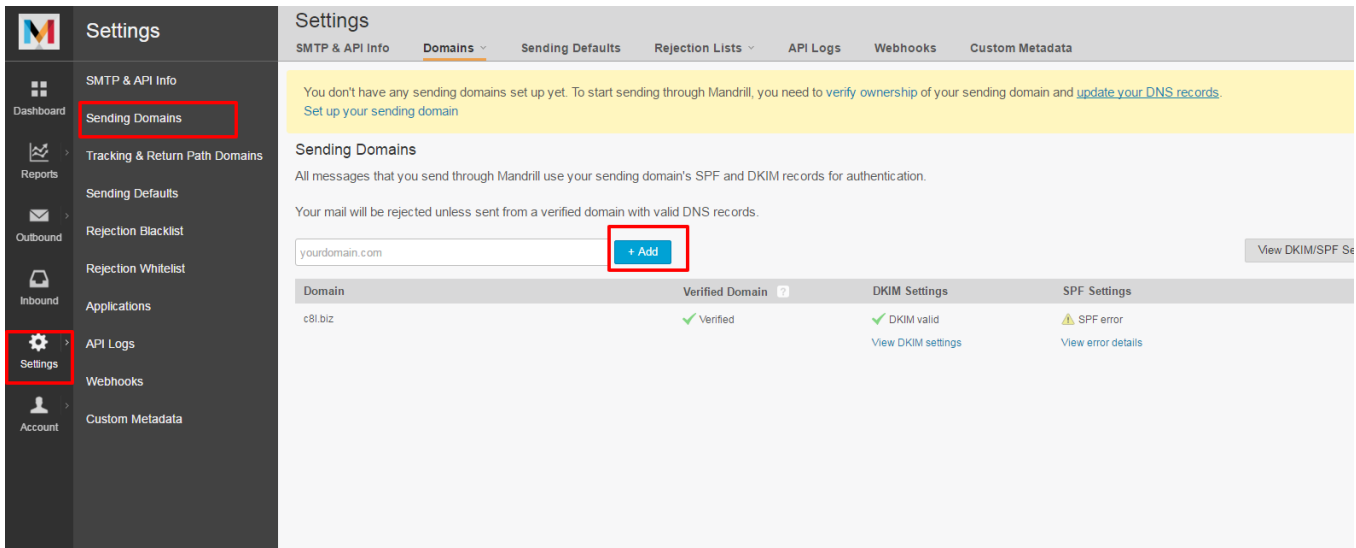 Settings
Settings
SMTP & API Info
Domains
Sending Defaults
Rejection Lists
API Logs
Webhooks
Custom Metadata
Dashboard
Reports
Outbound
Inbound
Settings
Account
SMTP & API Info
Sending Domains
Tracking & Return Path Domains
Sending Defaults
Rejection Blacklist
Rejection Whitelist
Applications
API Logs
Webhooks
Custom Metadata
You don't have any sending domains set up yet. To start sending through Mandrill, you need to verify ownership of your sending domain and update your DNS records.
Set up your sending domain
Sending Domains
All messages that you send through Mandrill use your sending domain's SPF and DKIM records for authentication.
Your mail will be rejected unless sent from a verified domain with valid DNS records.
yourdomain.com
+ Add
View DKIM/SPF Se
Domain Verified Domain ? DKIM Settings SPF Settings
c8l.biz Verified DKIM valid SPF error
View DKIM settings View error details